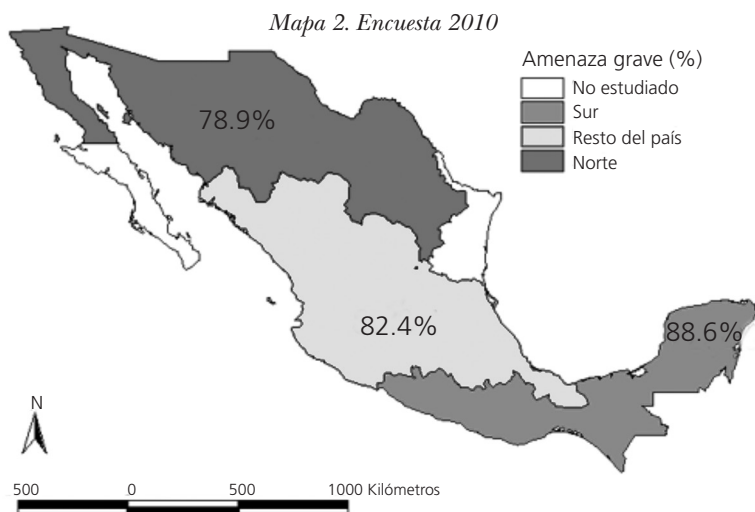 Mapa 2. Encuesta 2010
Amenaza grave (%)
No estudiado
Sur
Resto del país
Norte
78.9%
82.4%
88.6%
N
500 0 500 1000 Kilómetros